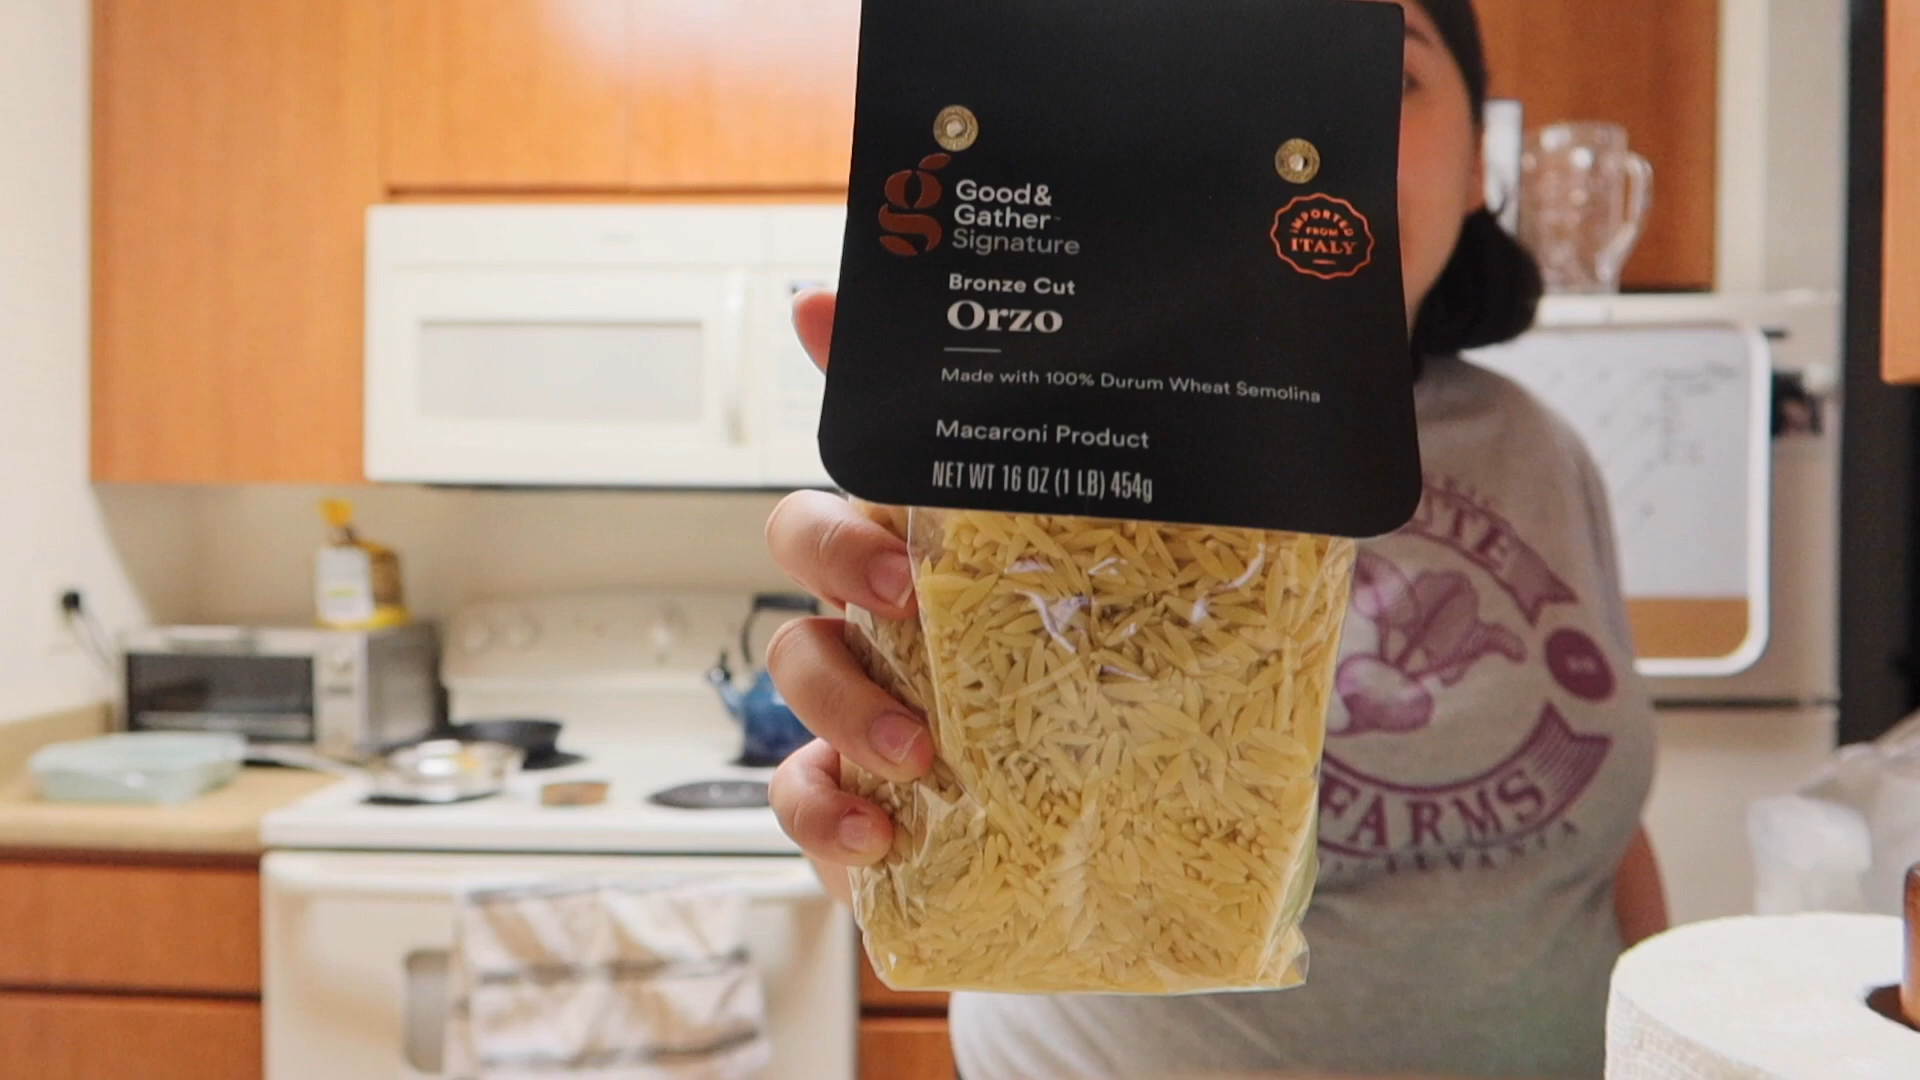 Good&
Gather
Signature
IMPORTED
FROM
ITALY
Bronze Cut
Orzo
Made with 100% Durum Wheat Semolina
Macaroni Product
NET WT 16 OZ (1 LB) 454g
FARMS